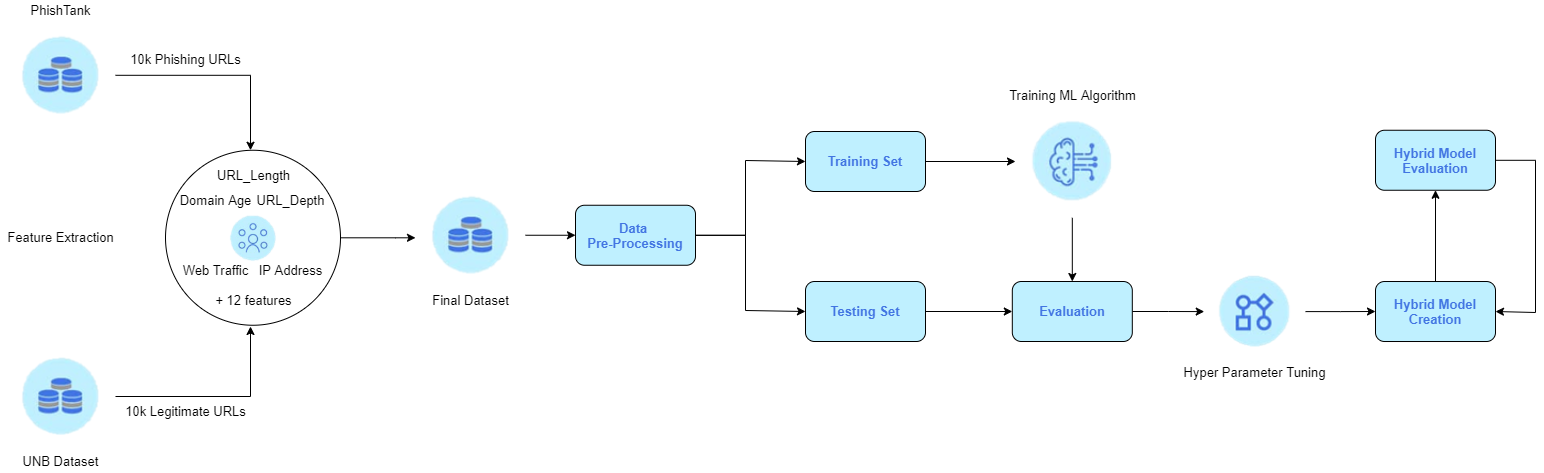 PhishTank
10k Phishing URLs
URL_Length
Domain Age URL_Depth
Feature Extraction
Web Traffic IP Address
+ 12 features
10k Legitimate URLs
UNB Dataset
Final Dataset
Data
Pre-Processing
Training Set
Testing Set
Training ML Algorithm
Evaluation
Hyper Parameter Tuning
Hybrid Model
Evaluation
Hybrid Model
Creation